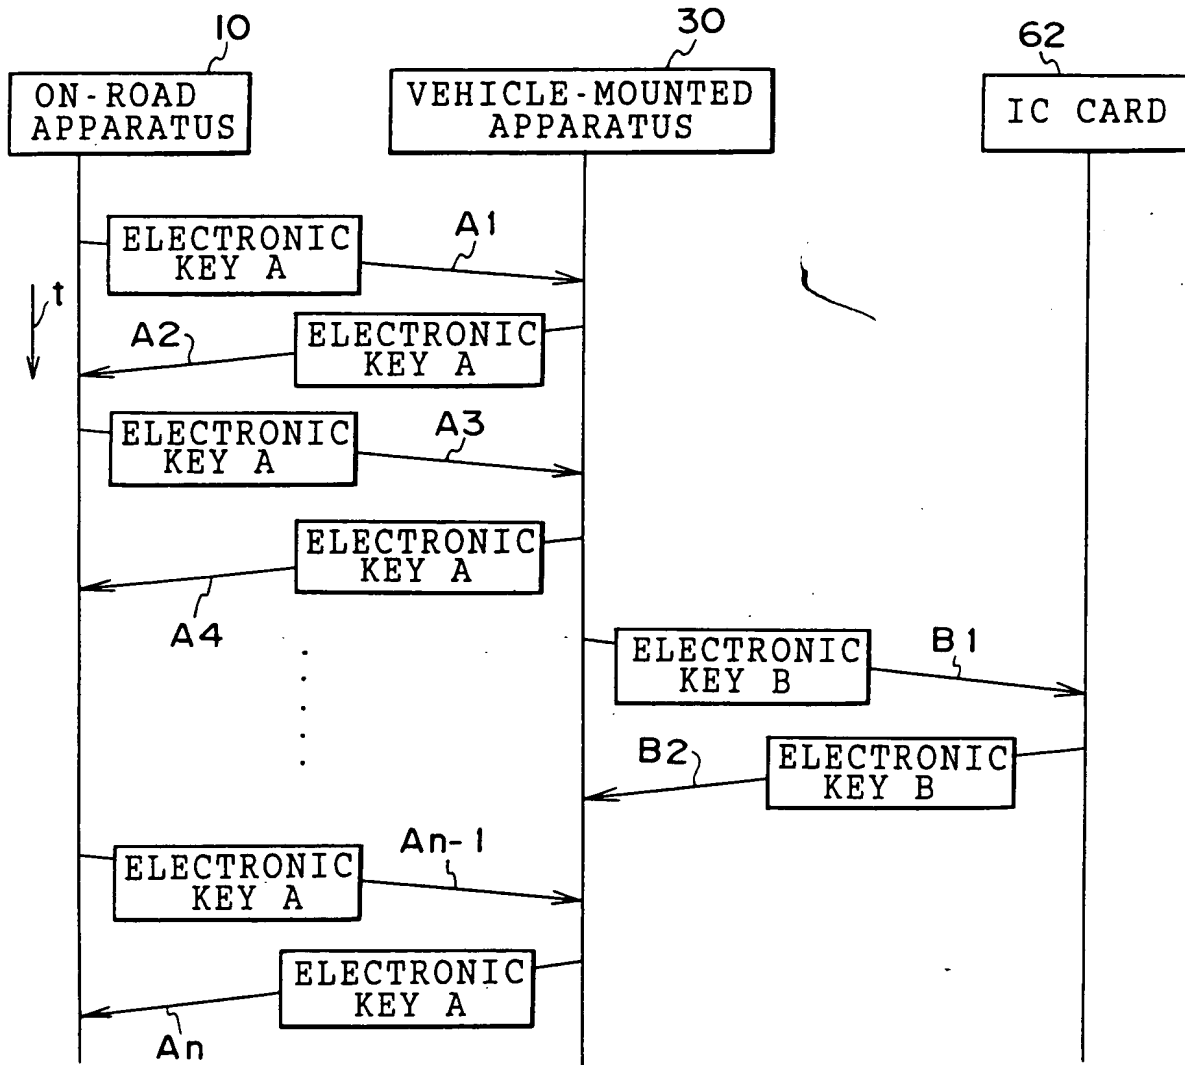 10
30
62
ON-ROAD
APPARATUS
VEHICLE-MOUNTED
APPARATUS
IC CARD
ELECTRONIC
KEY A
A1
t
A2
ELECTRONIC
KEY A
ELECTRONIC
KEY A
A3
ELECTRONIC
KEY A
A4
ELECTRONIC
KEY B
B1
B2
ELECTRONIC
KEY B
ELECTRONIC
KEY A
An-1
ELECTRONIC
KEY A
An